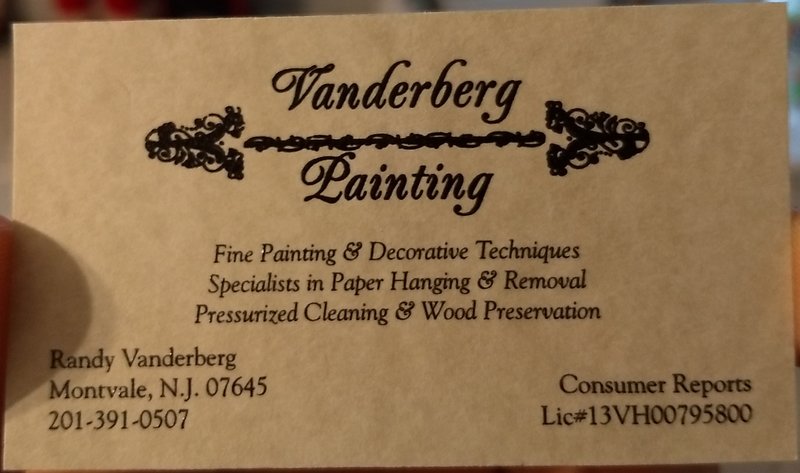 Vanderberg
Painting
Fine Painting & Decorative Techniques
Specialists in Paper Hanging & Removal
Pressurized Cleaning & Wood Preservation
Randy Vanderberg
Montvale, N.J. 07645
201-391-0507
Consumer Reports
Lic#13VH00795800